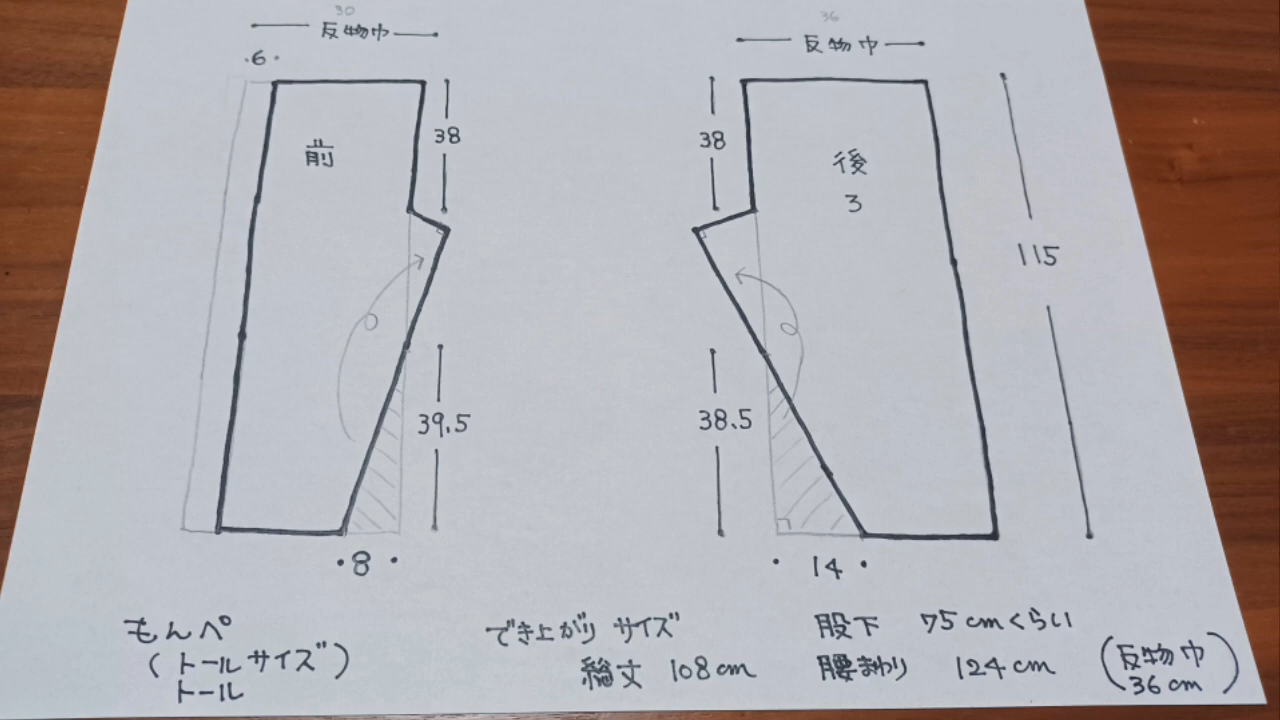 30
反物巾
6
前
38
39.5
8
36
反物巾
38
後
3
115
38.5
14
もんペ
(トールサイズ)
トール
でき上がり サイズ
総丈 108cm
股下 75cmくらい
腰まわり 124cm
(反物巾
36cm)